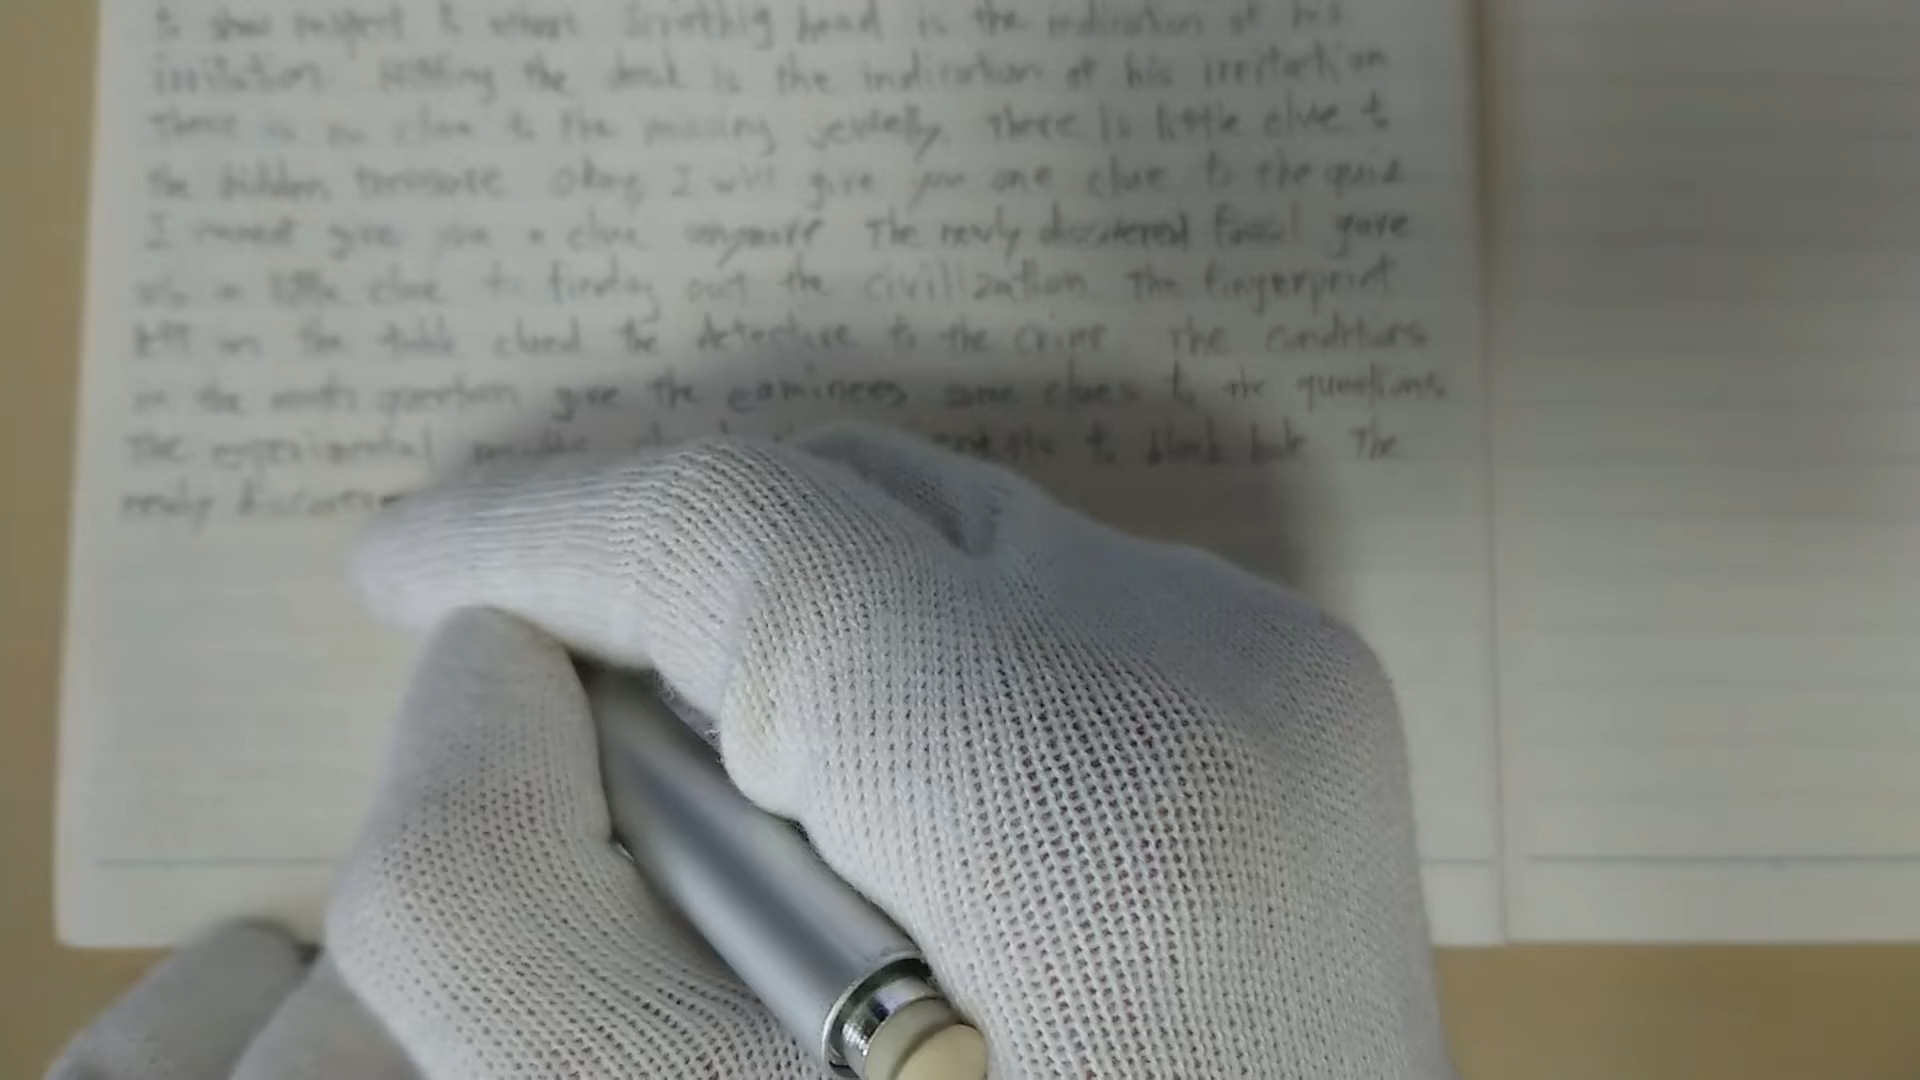 to show respect to others Scratching head is the indication of his
irritation Hitting the desk is the indication of his irritation
There is no clue to the missing There is little clue to
the hidden treasure Okay I will give you one clue to the quiz
I cannot give you a clue anymore The newly discovered fossil gave
us a little clue to finding out the civilization The fingerprint
left on the table clued the detective to the crime The conditions
in the math question give the eaminees some clues to the questions.
The experimental to black hole The
newly